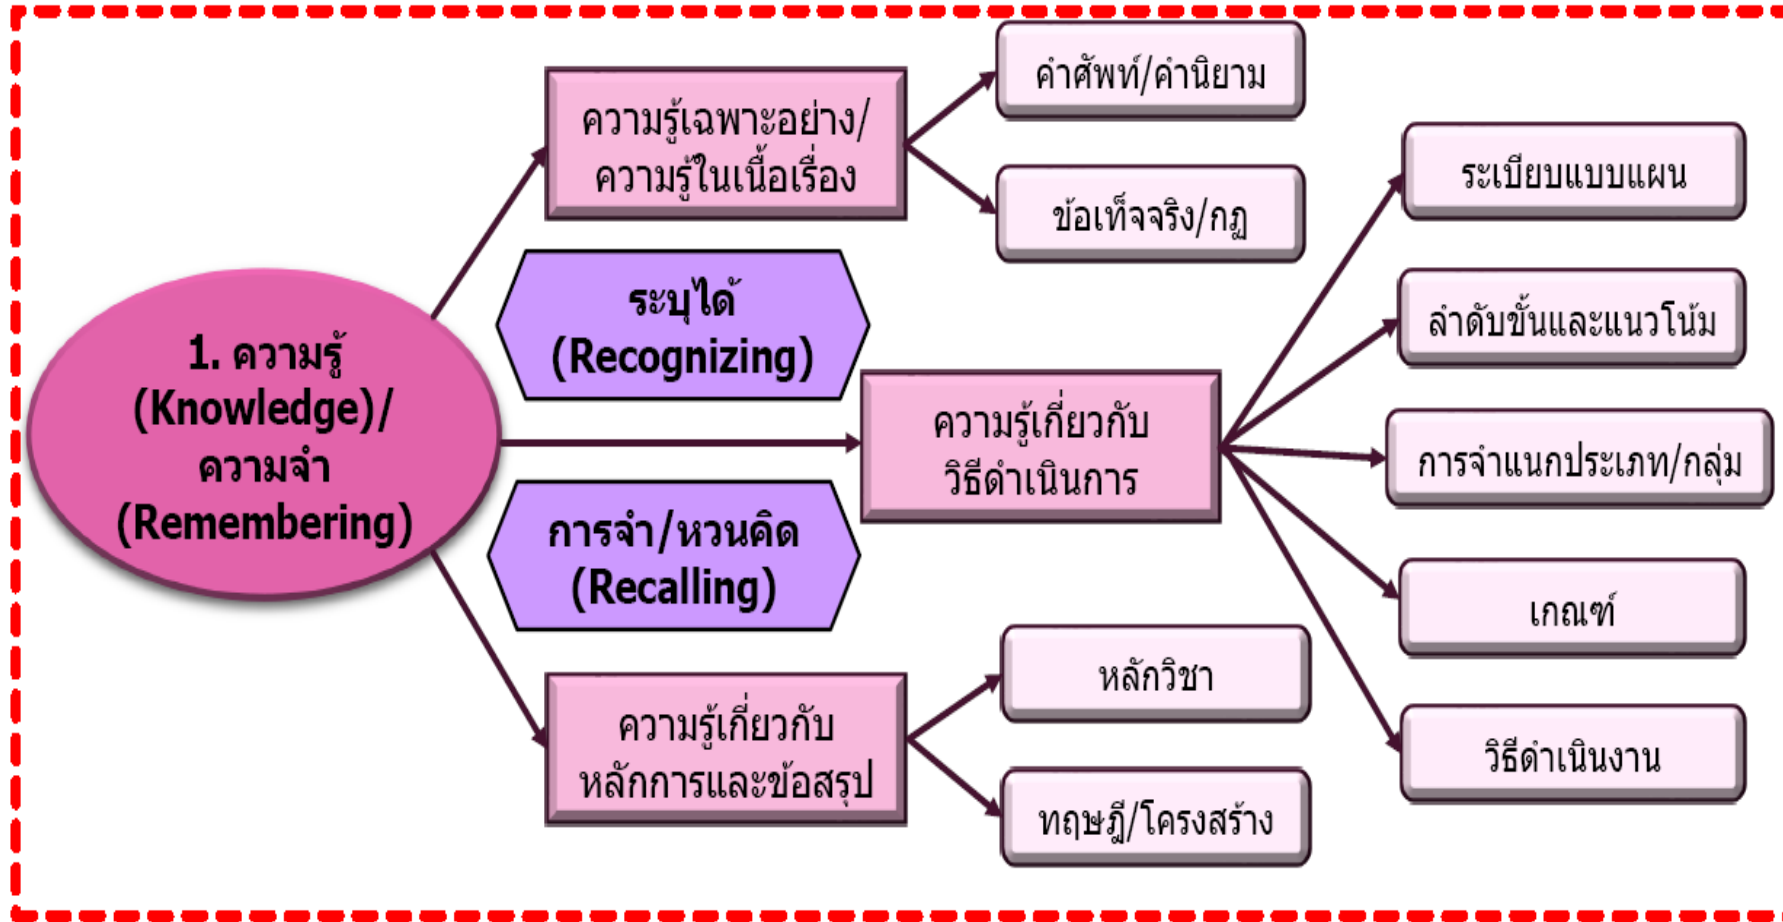 1. ความรู้
(Knowledge)/
ความจำ
(Remembering)
ความรู้เฉพาะอย่าง/
ความรู้ในเนื้อเรื่อง
คำศัพท์/คำนิยาม
ข้อเท็จจริง/กฎ
ระบุได้
(Recognizing)
ความรู้เกี่ยวกับ
วิธีดำเนินการ
ระเบียบแบบแผน
ลำดับขั้นและแนวโน้ม
การจำแนกประเภท/กลุ่ม
เกณฑ์
วิธีดำเนินงาน
การจำ/หวนคิด
(Recalling)
ความรู้เกี่ยวกับ
หลักการและข้อสรุป
หลักวิชา
ทฤษฎี/โครงสร้าง